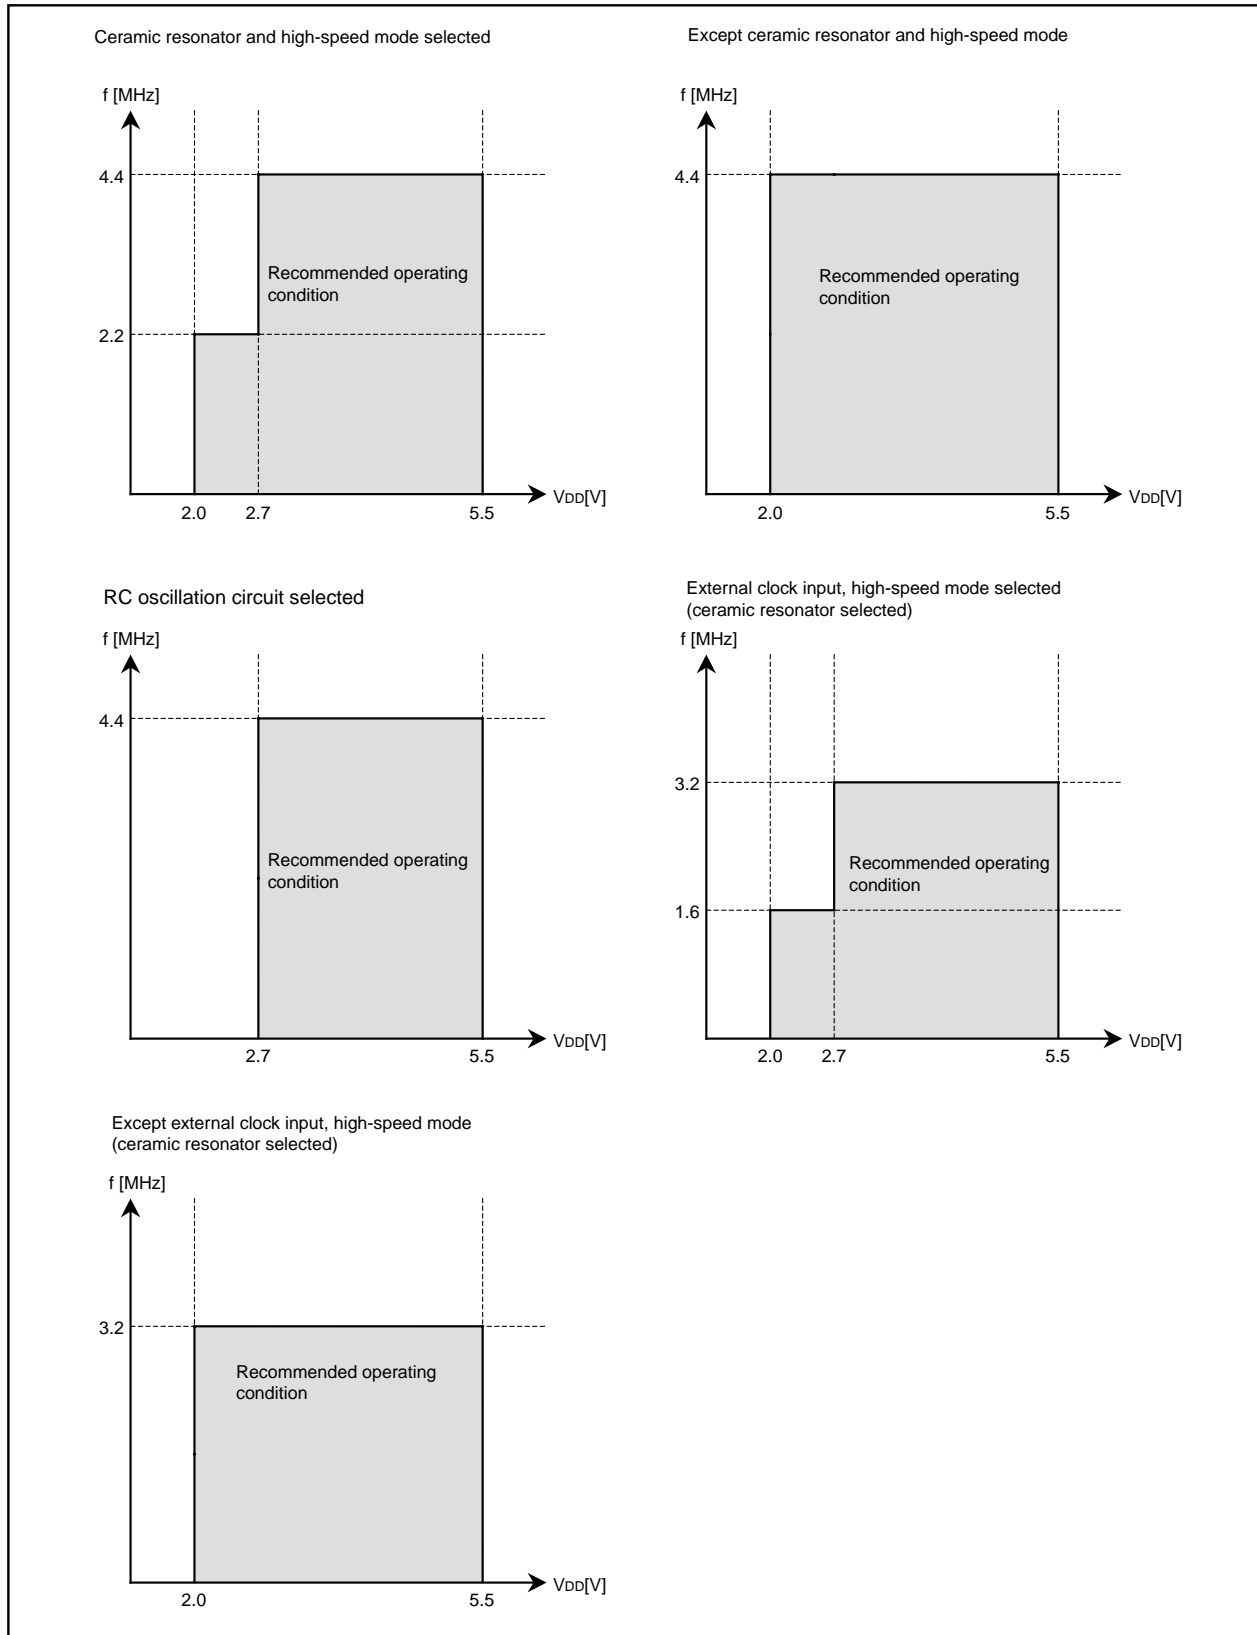 Ceramic resonator and high-speed mode selected
f [MHz]
4.4
2.2
Recommended operating
condition
VDD[V]
2.0 2.7 5.5
Except ceramic resonator and high-speed mode
f [MHz]
4.4
Recommended operating
condition
VDD[V]
2.0 5.5
RC oscillation circuit selected
f [MHz]
4.4
Recommended operating
condition
VDD[V]
2.7 5.5
External clock input, high-speed mode selected
(ceramic resonator selected)
f [MHz]
3.2
1.6
Recommended operating
condition
VDD[V]
2.0 2.7 5.5
Except external clock input, high-speed mode
(ceramic resonator selected)
f [MHz]
3.2
Recommended operating
condition
VDD[V]
2.0 5.5